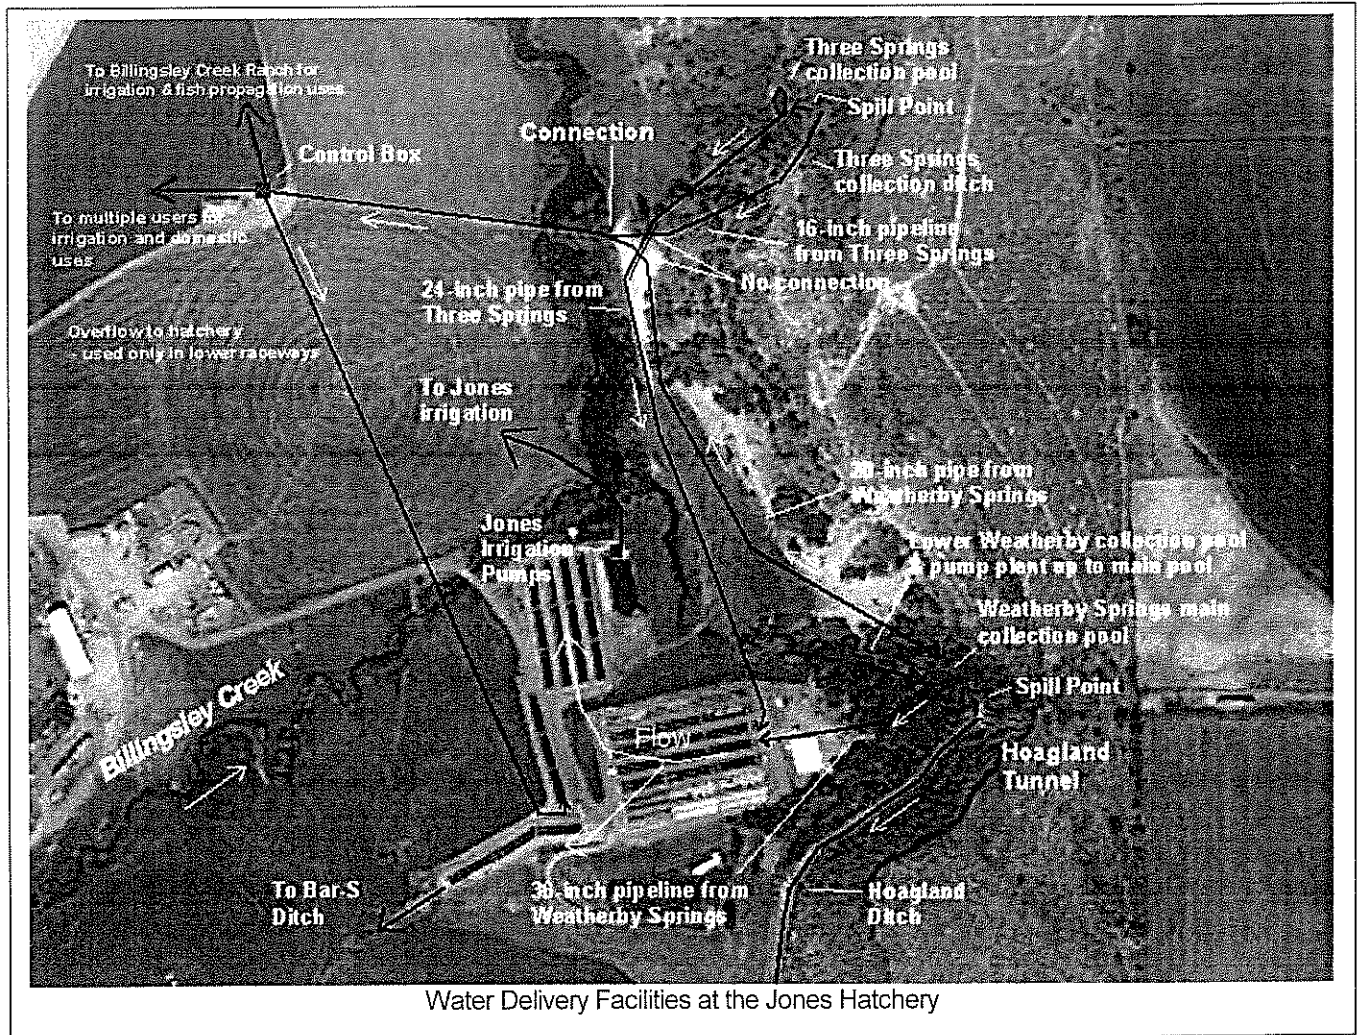 Three Springs
collection pool
To Billingsley Creek Ranch for
irrigation & fish propagation uses
Spill Point
Connection
Control Box
Three Springs
collection ditch
To multiple users for
irrigation and domestic
uses
16-inch pipeline
from Three Springs
No connection
24-inch pipe from
Three Springs
Overflow to hatchery
- used only in lower raceways
To Jones
irrigation
20-inch pipe from
Weatherby Springs
Jones
Irrigation
Pumps
Lower Weatherby collection pool
& pump plant up to main pool
Weatherby Springs main
collection pool
Spill Point
Billingsley Creek
Flow
Hoagland
Tunnel
To Bar-S
Ditch
36-inch pipeline from
Weatherby Springs
Hoagland
Ditch
Water Delivery Facilities at the Jones Hatchery